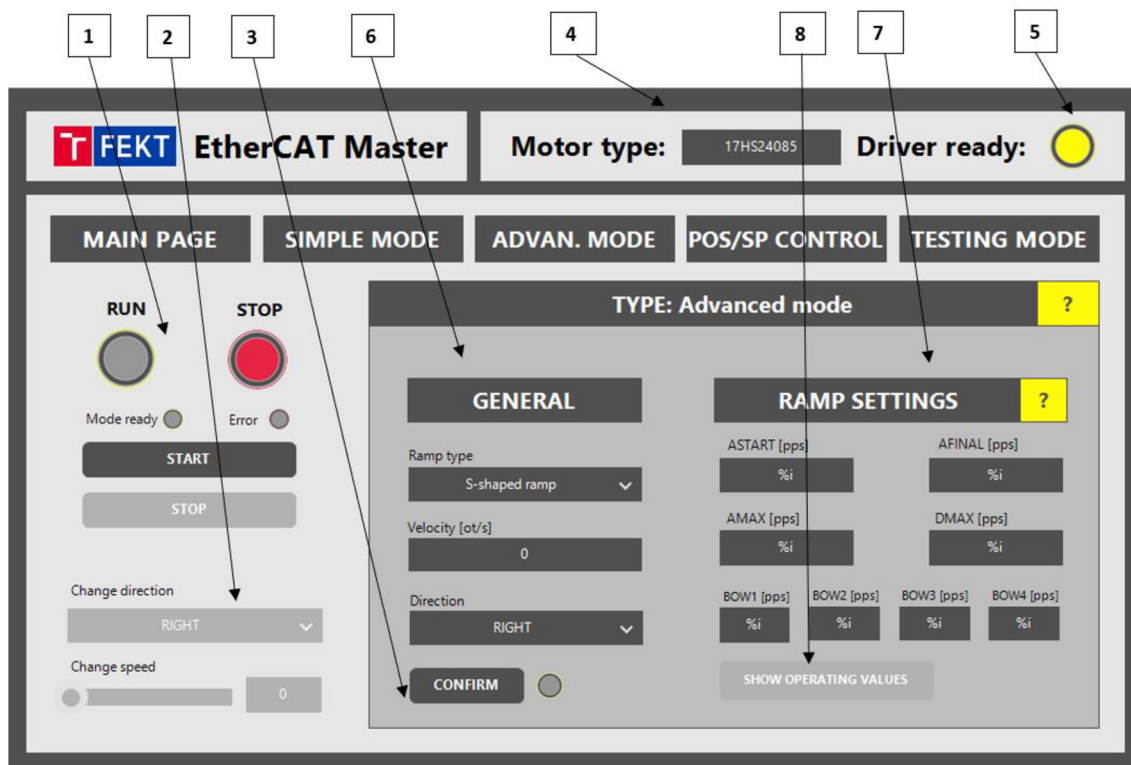 1 2 3 6 4 8 7 5
T FEKT EtherCAT Master Motor type: 17HS24085 Driver ready:
MAIN PAGE SIMPLE MODE ADVAN. MODE POS/SP CONTROL TESTING MODE
RUN STOP
Mode ready Error
START
STOP
Change direction
RIGHT
Change speed
0
TYPE: Advanced mode ?
GENERAL
Ramp type
S-shaped ramp
Velocity [ot/s]
0
Direction
RIGHT
CONFIRM
RAMP SETTINGS ?
ASTART [pps] AFINAL [pps]
%i %i
AMAX [pps] DMAX [pps]
%i %i
BOW1 [pps] BOW2 [pps] BOW3 [pps] BOW4 [pps]
%i %i %i %i
SHOW OPERATING VALUES